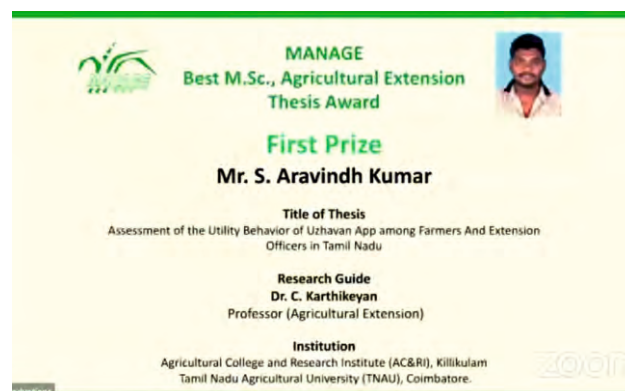 MANAGE
Best M.Sc., Agricultural Extension
Thesis Award
First Prize
Mr. S. Aravindh Kumar
Title of Thesis
Assessment of the Utility Behavior of Uzhavan App among Farmers And Extension
Officers in Tamil Nadu
Research Guide
Dr. C. Karthikeyan
Professor (Agricultural Extension)
Institution
Agricultural College and Research Institute (AC&RI), Killikulam
Tamil Nadu Agricultural University (TNAU), Coimbatore.
zoom